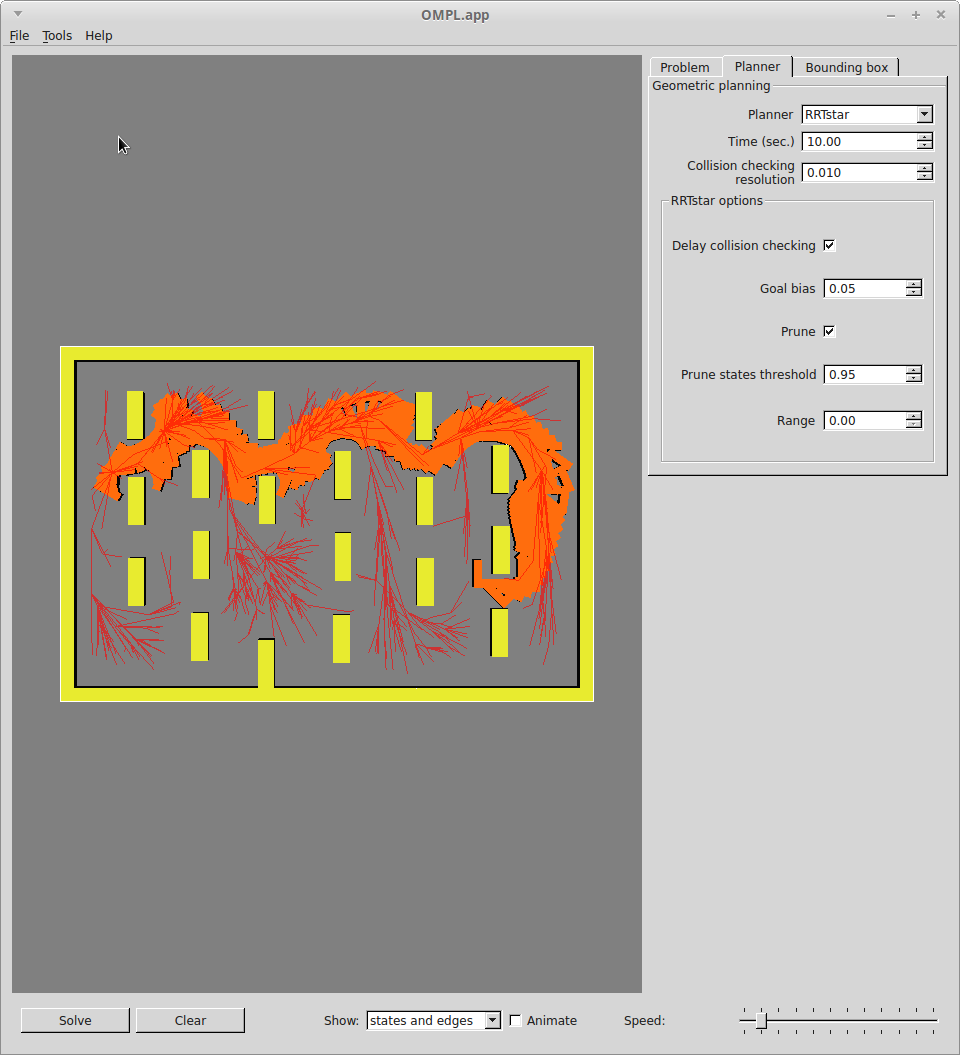 OMPL.app
File Tools Help
Problem Planner Bounding box
Geometric planning
Planner RRTstar
Time (sec.) 10.00
Collision checking
resolution 0.010
RRTstar options
Delay collision checking
Goal bias 0.05
Prune
Prune states threshold 0.95
Range 0.00
Solve Clear Show: states and edges Animate Speed: